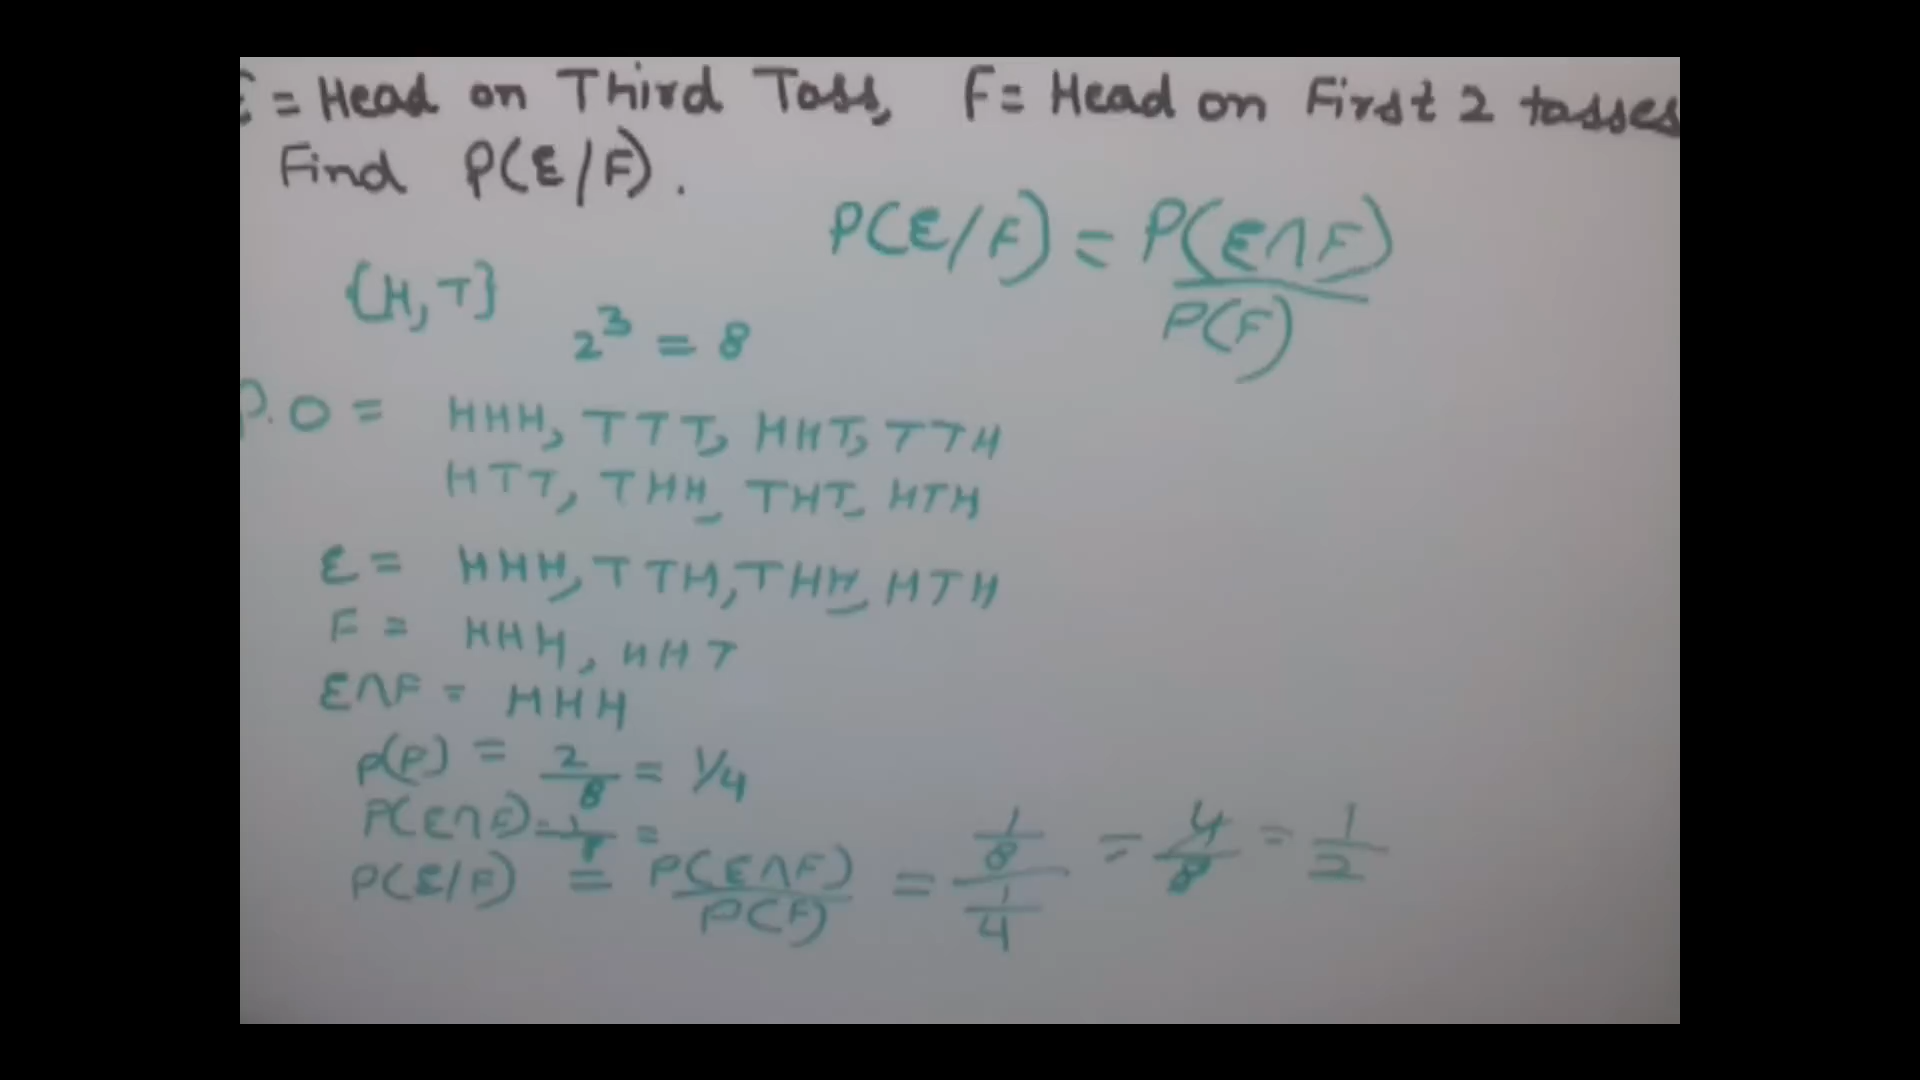 E = Head on Third Toss, F = Head on First 2 tosses
Find P(E/F).
P(E/F) = P(E∩F)
P(F)
{H, T}
2³ = 8
P.O = HHH, TTT, HHT, TTH
HTT, THH, THT, HTH
E = HHH, TTH, THH, HTH
F = HHH, HHT
E∩F = HHH
P(F) = 2/8 = 1/4
P(E∩F) = 1/8 =
P(E/F) = P(E∩F)/P(F) = 1/8 / 1/4 = 4/8 = 1/2